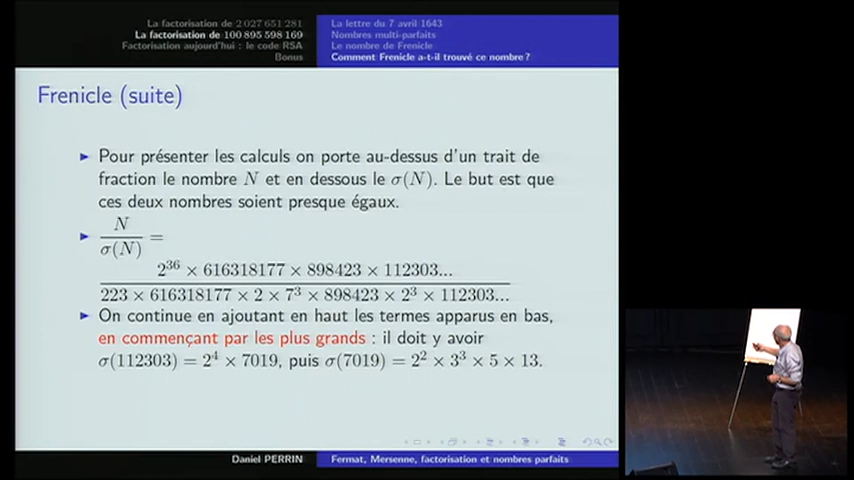 La factorisation de 2 027 651 281
La factorisation de 100 895 598 169
Factorisation aujourd'hui : le code RSA
Bonus
La lettre du 7 avril 1643
Nombres multi-parfaits
Le nombre de Frenicle
Comment Frenicle a-t-il trouvé ce nombre ?
Frenicle (suite)
► Pour présenter les calculs on porte au-dessus d'un trait de
fraction le nombre N et en dessous le σ(N). Le but est que
ces deux nombres soient presque égaux.
► N/σ(N) =
2^36 × 616318177 × 898423 × 112303...
223 × 616318177 × 2 × 7^3 × 898423 × 2^3 × 112303...
► On continue en ajoutant en haut les termes apparus en bas,
en commençant par les plus grands : il doit y avoir
σ(112303) = 2^4 × 7019, puis σ(7019) = 2^2 × 3^3 × 5 × 13.
Daniel PERRIN
Fermat, Mersenne, factorisation et nombres parfaits